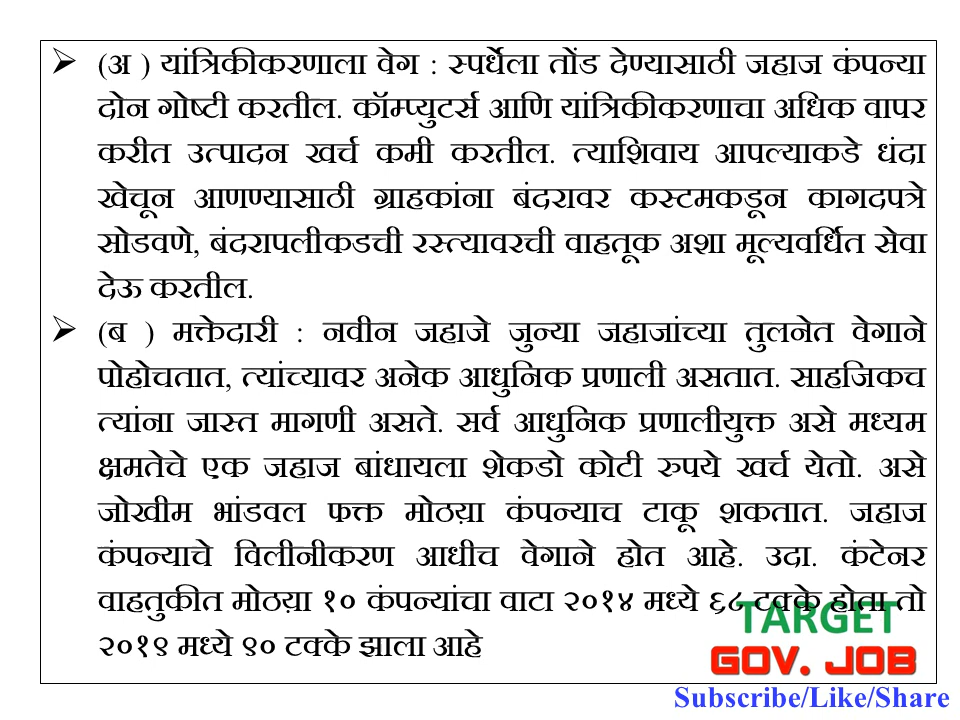 ➢ (अ ) यांत्रिकीकरणाला वेग : स्पर्धेला तोंड देण्यासाठी जहाज कंपन्या
दोन गोष्टी करतील. कॉम्प्युटर्स आणि यांत्रिकीकरणाचा अधिक वापर
करीत उत्पादन खर्च कमी करतील. त्याशिवाय आपल्याकडे धंदा
खेचून आणण्यासाठी ग्राहकांना बंदरावर कस्टमकडून कागदपत्रे
सोडवणे, बंदरापलीकडची रस्त्यावरची वाहतूक अशा मूल्यवर्धित सेवा
देऊ करतील.
➢ (ब ) मक्तेदारी : नवीन जहाजे जुन्या जहाजांच्या तुलनेत वेगाने
पोहोचतात, त्यांच्यावर अनेक आधुनिक प्रणाली असतात. साहजिकच
त्यांना जास्त मागणी असते. सर्व आधुनिक प्रणालीयुक्त असे मध्यम
क्षमतेचे एक जहाज बांधायला शेकडो कोटी रुपये खर्च येतो. असे
जोखीम भांडवल फक्त मोठय़ा कंपन्याच टाकू शकतात. जहाज
कंपन्याचे विलीनीकरण आधीच वेगाने होत आहे. उदा. कंटेनर
वाहतुकीत मोठय़ा १० कंपन्यांचा वाटा २०१४ मध्ये ६८ टक्के होता तो
२०१९ मध्ये ९० टक्के झाला आहे
TARGET
GOV. JOB
Subscribe/Like/Share